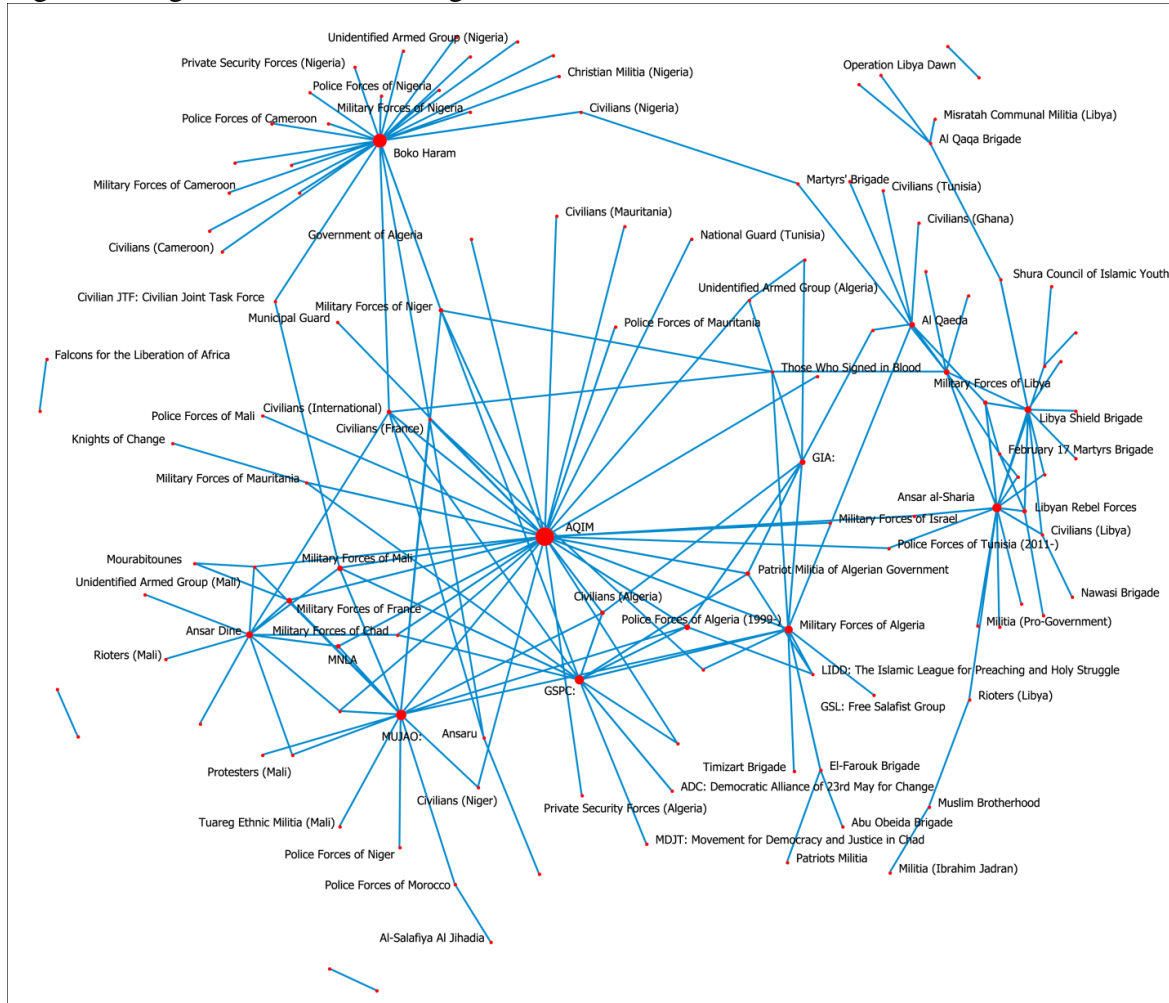 Unidentified Armed Group (Nigeria)
Operation Libya Dawn
Private Security Forces (Nigeria)
Christian Militia (Nigeria)
Police Forces of Nigeria
Military Forces of Nigeria
Civilians (Nigeria)
Misratah Communal Militia (Libya)
Police Forces of Cameroon
Al Qaqa Brigade
Boko Haram
Martyrs' Brigade
Military Forces of Cameroon
Civilians (Tunisia)
Civilians (Mauritania)
Civilians (Ghana)
Government of Algeria
National Guard (Tunisia)
Civilians (Cameroon)
Shura Council of Islamic Youth
Unidentified Armed Group (Algeria)
Civilian JTF: Civilian Joint Task Force
Military Forces of Niger
Municipal Guard
Police Forces of Mauritania
Al Qaeda
Falcons for the Liberation of Africa
Those Who Signed in Blood
Military Forces of Libya
Civilians (International)
Police Forces of Mali
Libya Shield Brigade
Civilians (France)
Knights of Change
February 17 Martyrs Brigade
GIA:
Military Forces of Mauritania
Ansar al-Sharia
Libyan Rebel Forces
AQIM
Military Forces of Israel
Civilians (Libya)
Police Forces of Tunisia (2011-)
Mourabitounes
Military Forces of Mali
Patriot Militia of Algerian Government
Unidentified Armed Group (Mali)
Civilians (Algeria)
Nawasi Brigade
Military Forces of France
Police Forces of Algeria (1999-)
Militia (Pro-Government)
Ansar Dine
Military Forces of Chad
Military Forces of Algeria
MNLA
Rioters (Mali)
LIDD: The Islamic League for Preaching and Holy Struggle
GSPC:
Rioters (Libya)
GSL: Free Salafist Group
MUJAO:
Ansaru
Protesters (Mali)
Timizart Brigade
El-Farouk Brigade
ADC: Democratic Alliance of 23rd May for Change
Civilians (Niger)
Private Security Forces (Algeria)
Muslim Brotherhood
Tuareg Ethnic Militia (Mali)
Abu Obeida Brigade
MDJT: Movement for Democracy and Justice in Chad
Police Forces of Niger
Patriots Militia
Militia (Ibrahim Jadran)
Police Forces of Morocco
Al-Salafiya Al Jihadia